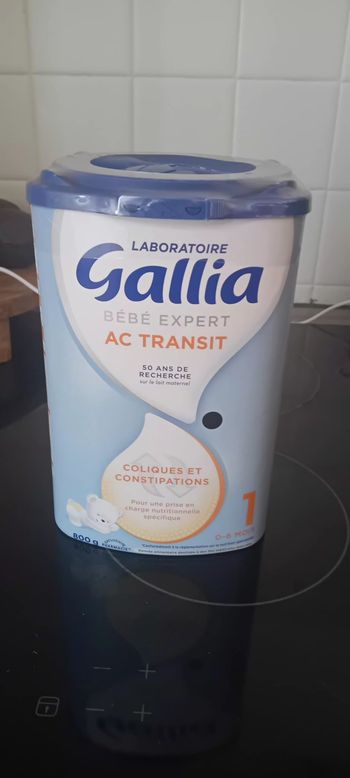 LABORATOIRE
Gallia
BÉBÉ EXPERT
AC TRANSIT
50 ANS DE
RECHERCHE
sur le lait maternel
COLIQUES ET
CONSTIPATIONS
Pour une prise en
charge nutritionnelle
spécifique
1
0-6 MOIS
800 g
PHARMACIE